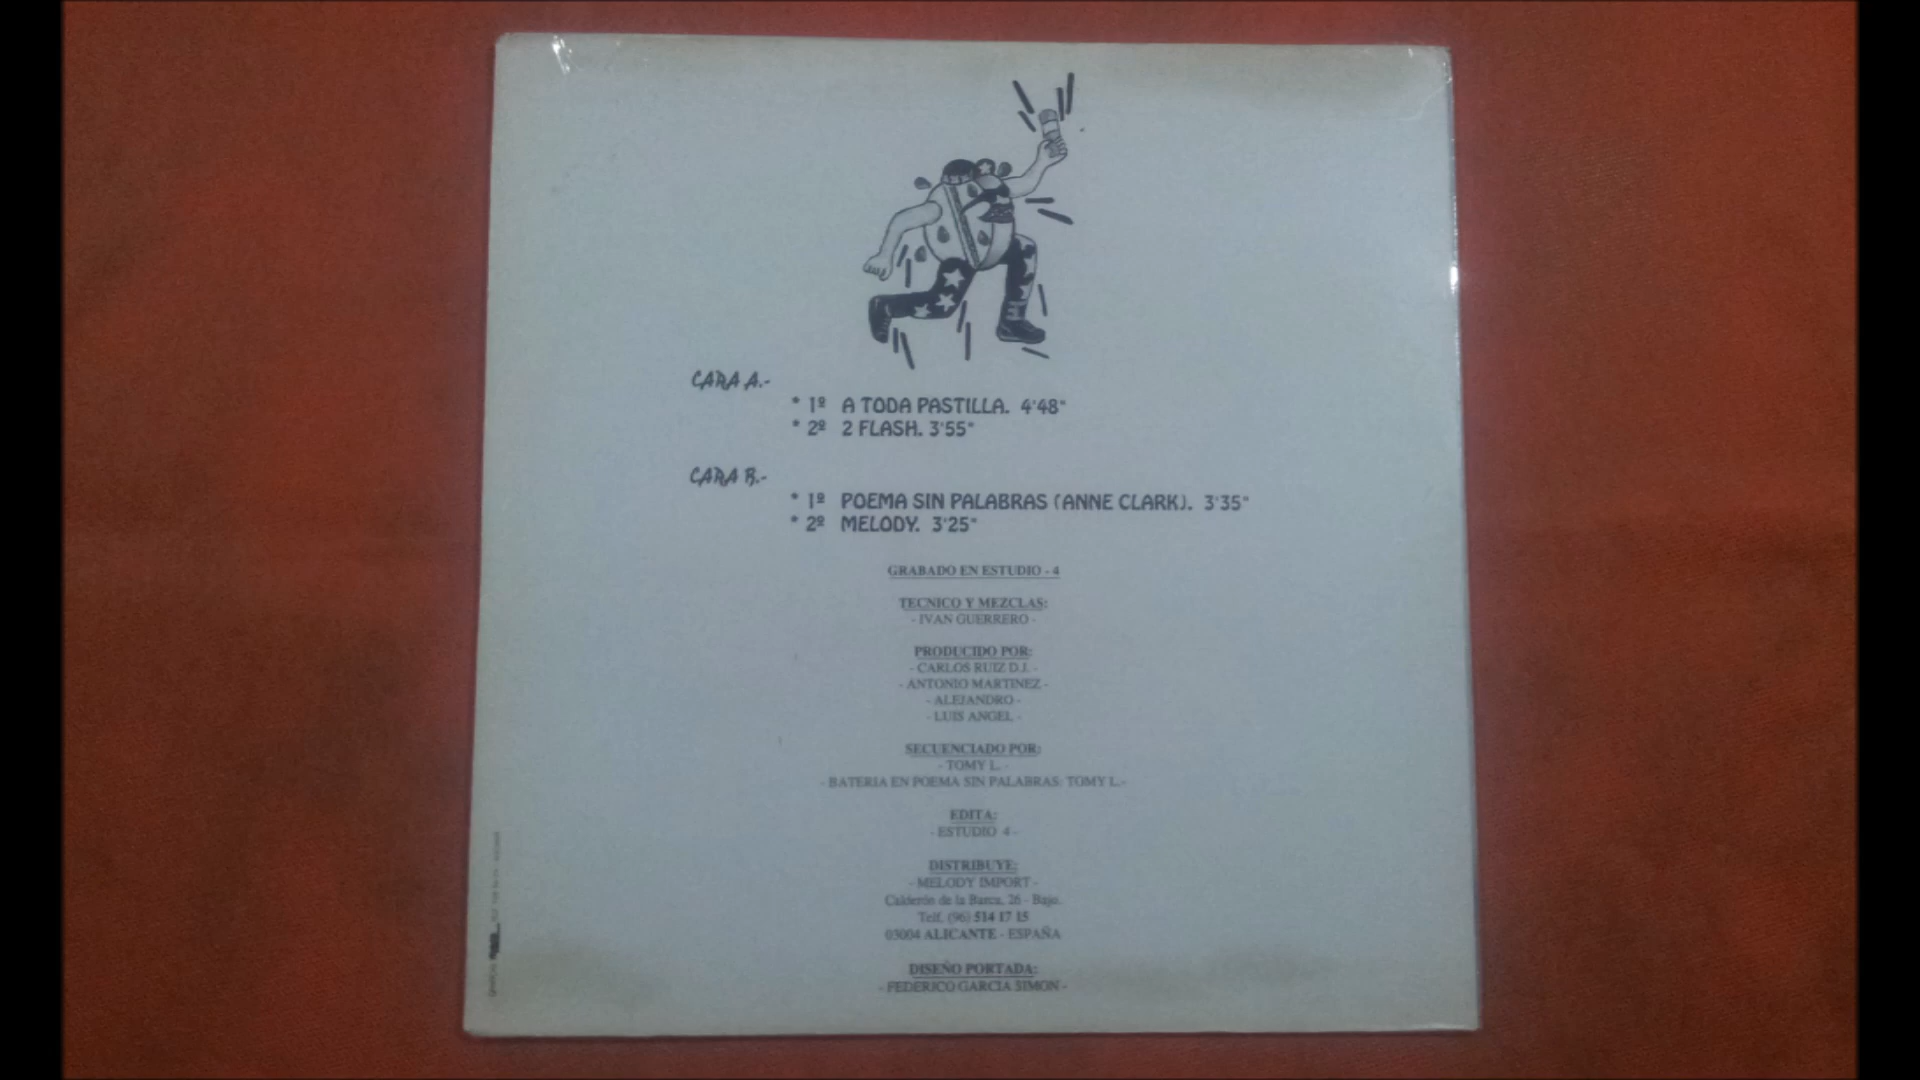 CARA A.-
* 1º A TODA PASTILLA. 4'48"
* 2º 2 FLASH. 3'55"
CARA B.-
* 1º POEMA SIN PALABRAS (ANNE CLARK). 3'35"
* 2º MELODY. 3'25"
GRABADO EN ESTUDIO - 4
TECNICO Y MEZCLAS:
- IVAN GUERRERO -
PRODUCIDO POR:
- CARLOS RUIZ D.J. -
- ANTONIO MARTINEZ -
- ALEJANDRO -
- LUIS ANGEL -
SECUENCIADO POR:
- TOMY L. -
- BATERIA EN POEMA SIN PALABRAS: TOMY L.-
EDITA:
- ESTUDIO 4 -
DISTRIBUYE:
- MELODY IMPORT -
Calderón de la Barca, 26 - Bajo.
Telf. (96) 514 17 15
03004 ALICANTE - ESPAÑA
DISEÑO PORTADA:
- FEDERICO GARCIA SIMON -